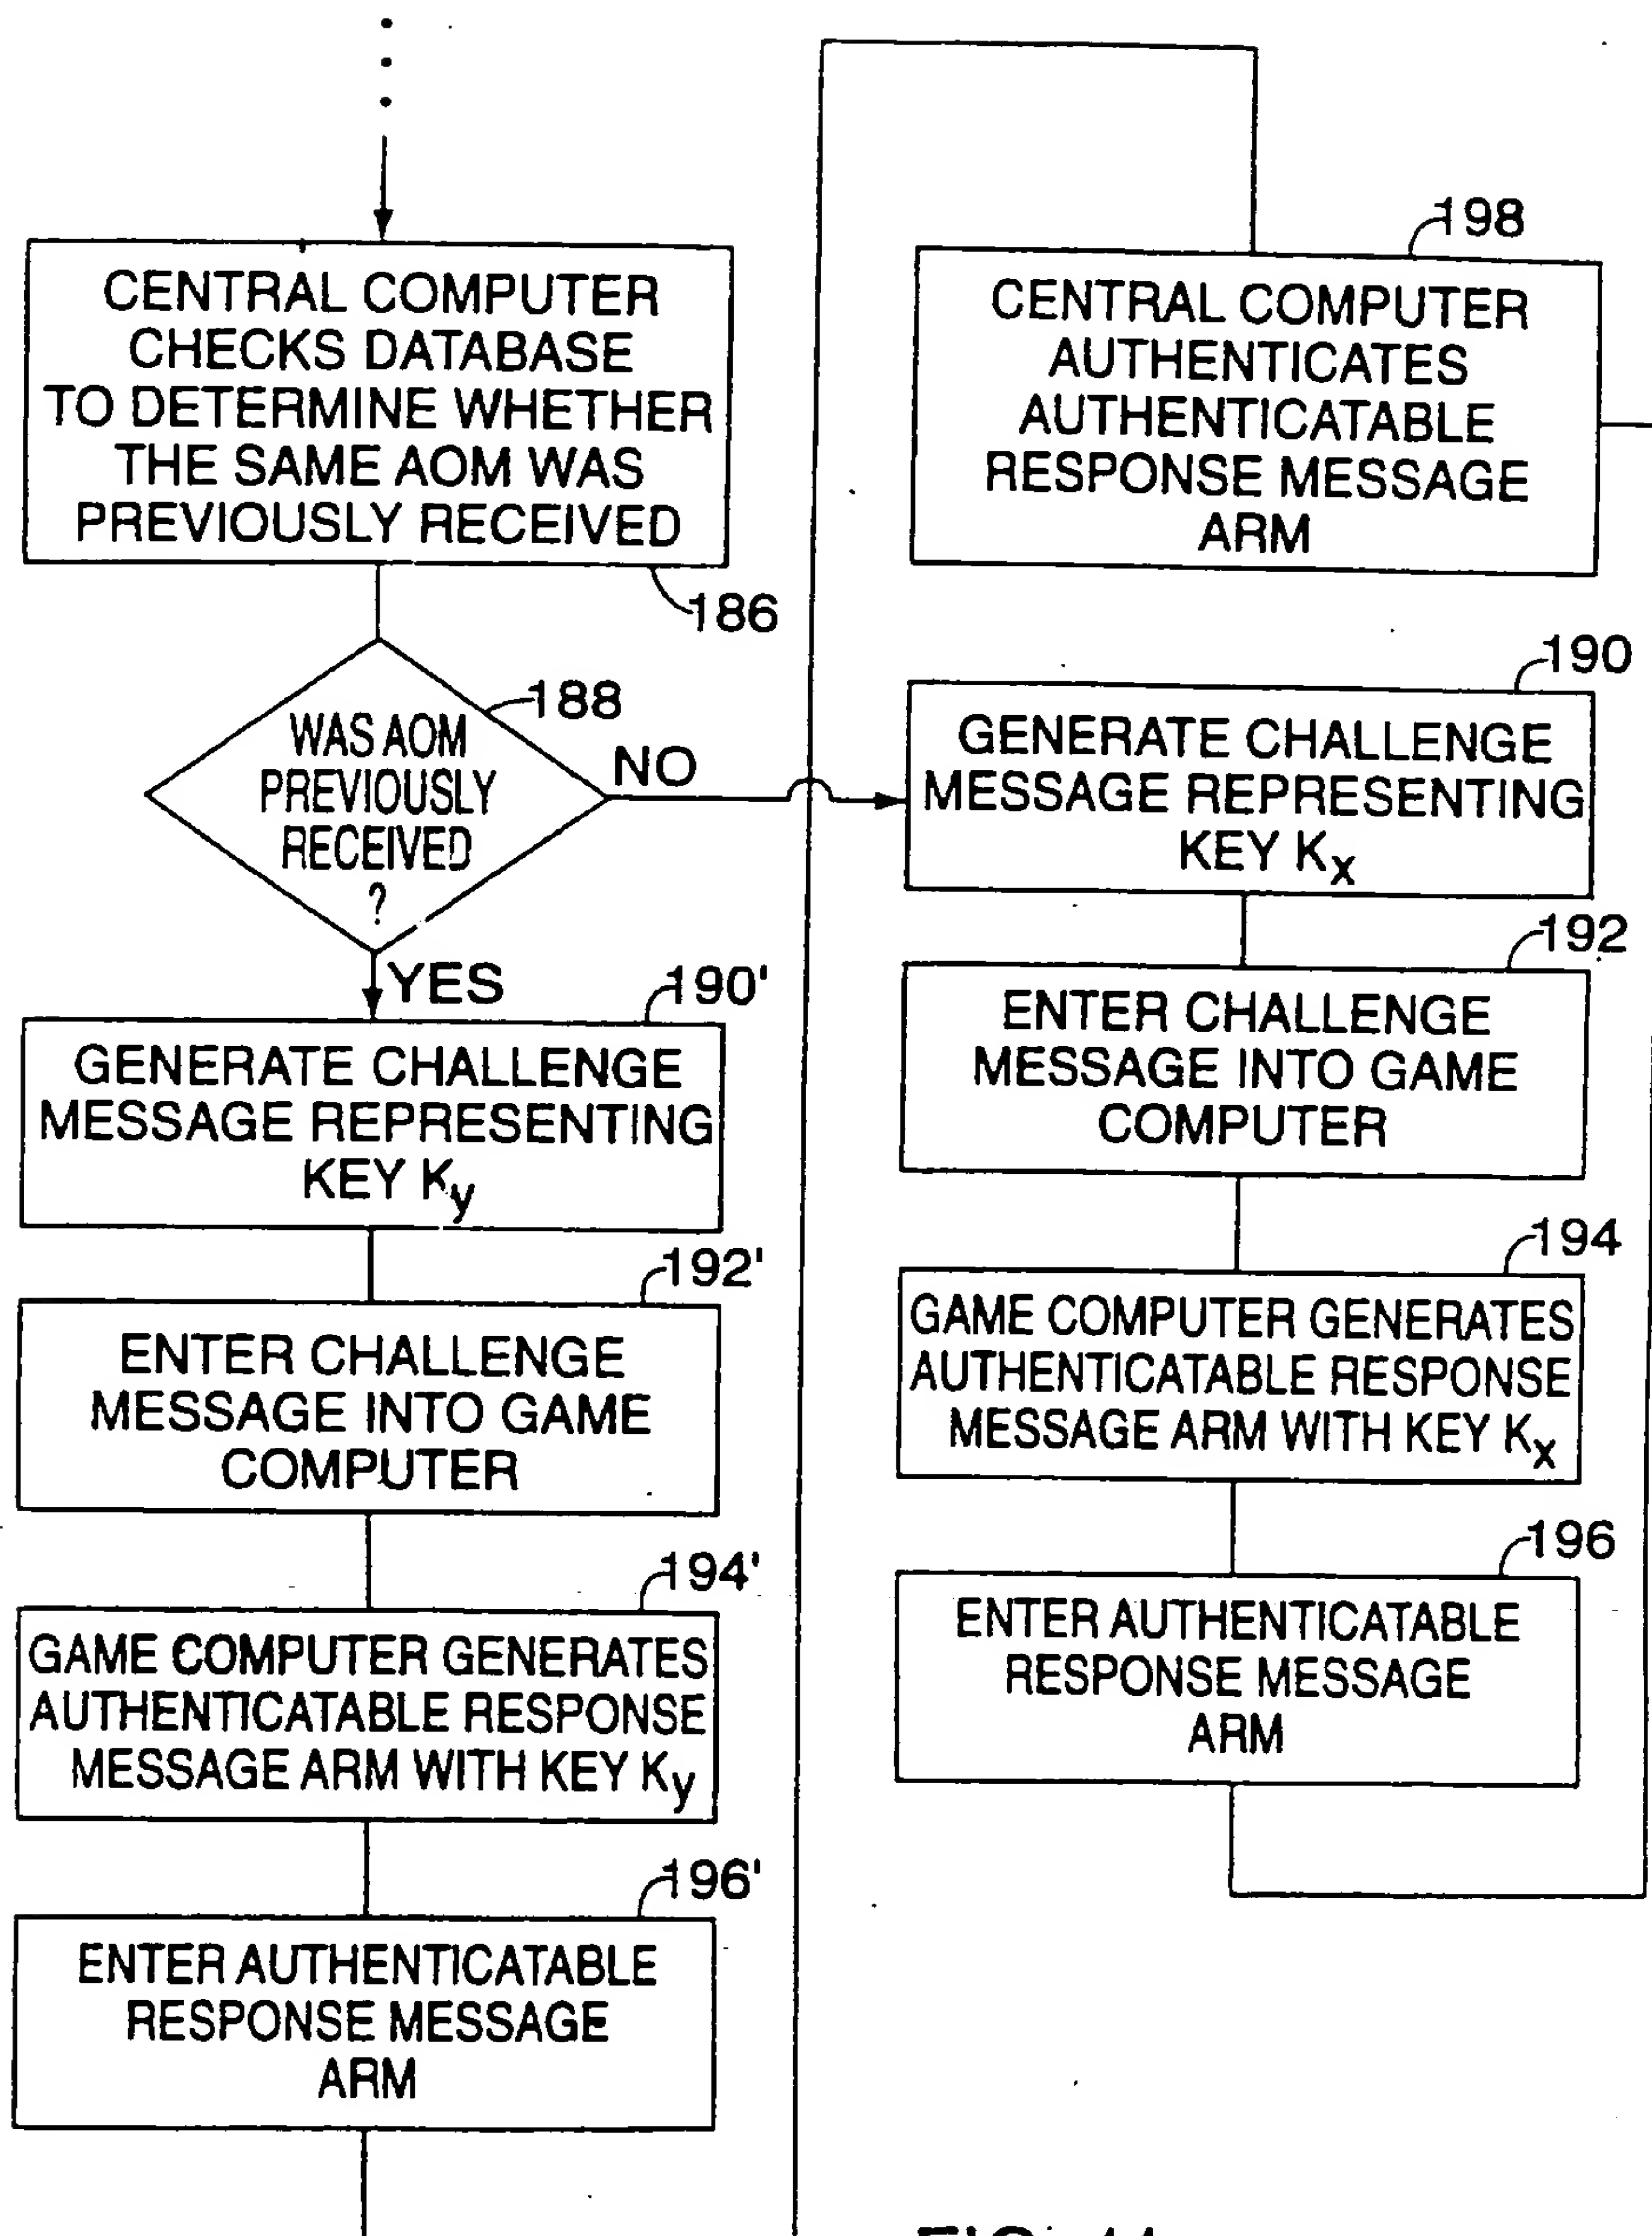 CENTRAL COMPUTER
CHECKS DATABASE
TO DETERMINE WHETHER
THE SAME AOM WAS
PREVIOUSLY RECEIVED
186
188
WAS AOM
PREVIOUSLY
RECEIVED
?
NO
YES
190'
GENERATE CHALLENGE
MESSAGE REPRESENTING
KEY Ky
192'
ENTER CHALLENGE
MESSAGE INTO GAME
COMPUTER
194'
GAME COMPUTER GENERATES
AUTHENTICATABLE RESPONSE
MESSAGE ARM WITH KEY Ky
196'
ENTER AUTHENTICATABLE
RESPONSE MESSAGE
ARM
198
CENTRAL COMPUTER
AUTHENTICATES
AUTHENTICATABLE
RESPONSE MESSAGE
ARM
190
GENERATE CHALLENGE
MESSAGE REPRESENTING
KEY Kx
192
ENTER CHALLENGE
MESSAGE INTO GAME
COMPUTER
194
GAME COMPUTER GENERATES
AUTHENTICATABLE RESPONSE
MESSAGE ARM WITH KEY Kx
196
ENTER AUTHENTICATABLE
RESPONSE MESSAGE
ARM